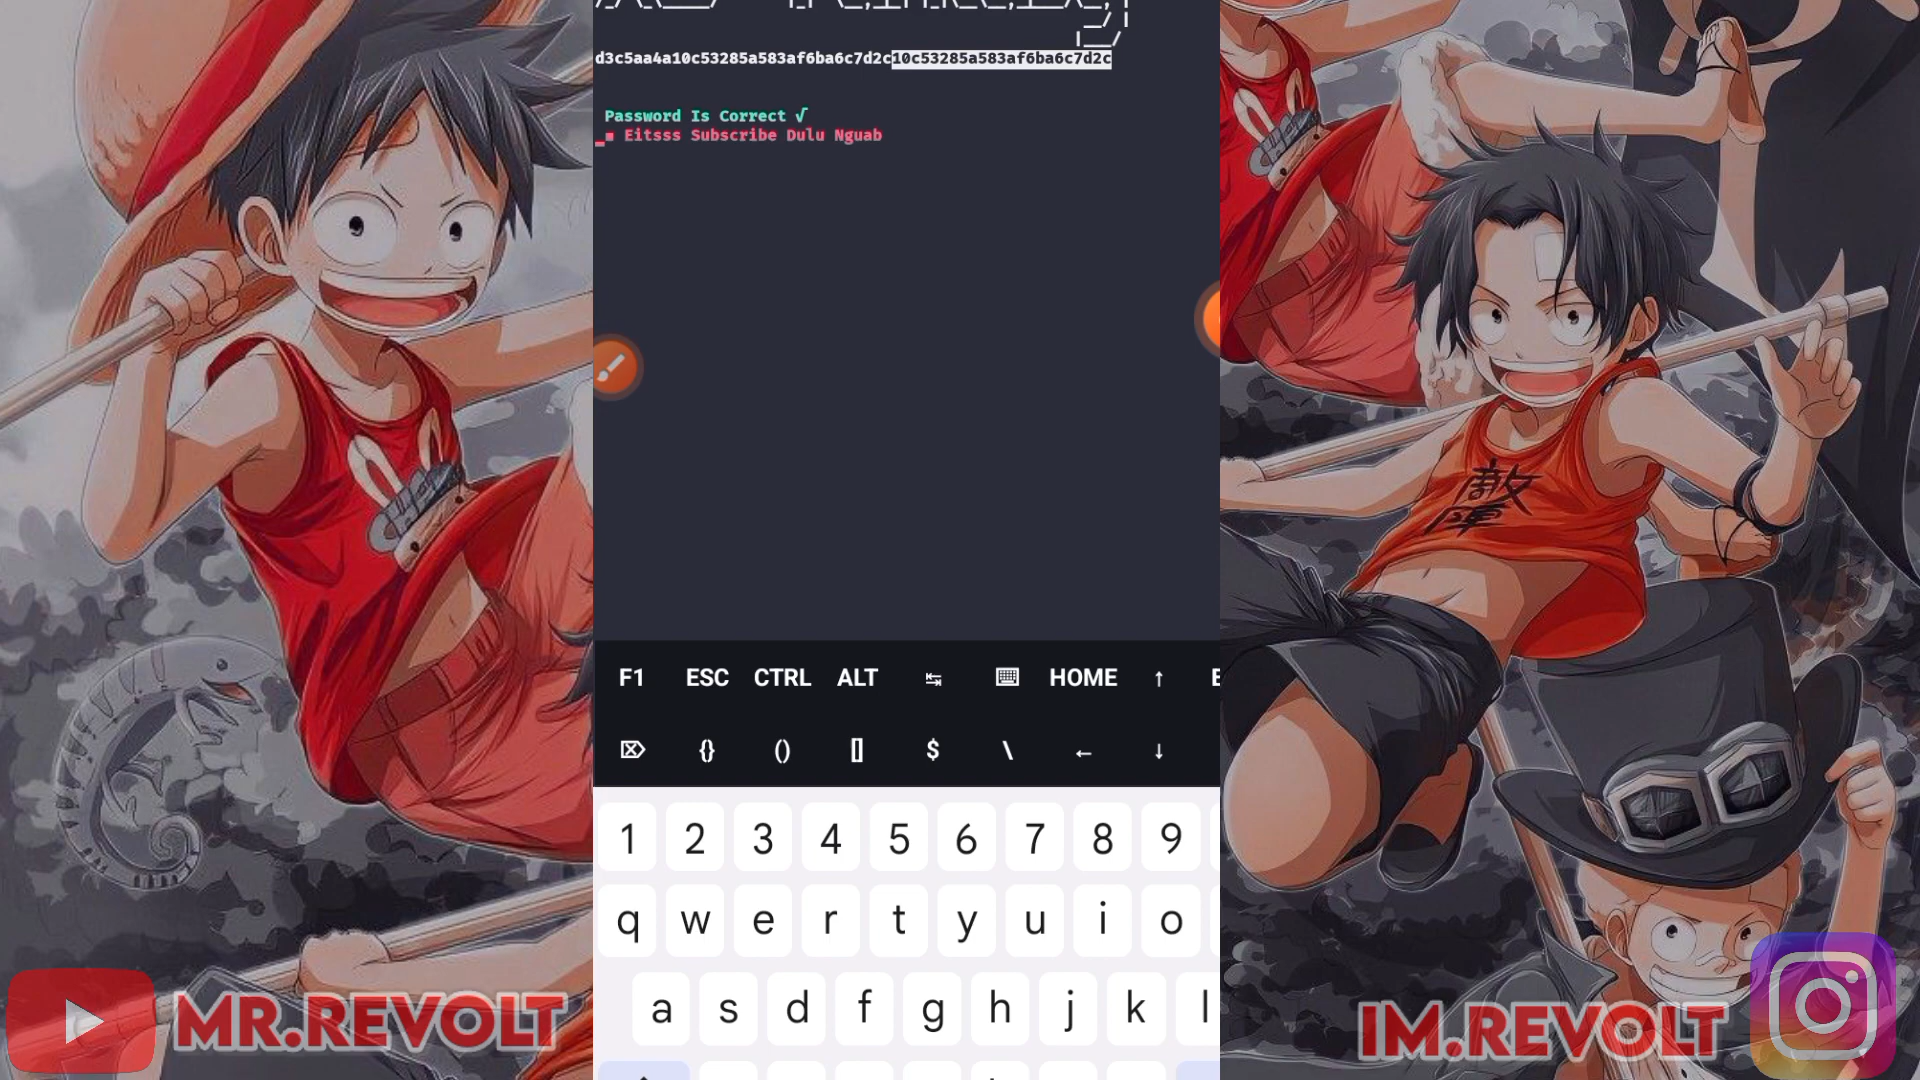 d3c5aa4a10c53285a583af6ba6c7d2c10c53285a583af6ba6c7d2c
Password Is Correct √
Eitsss Subscribe Dulu Nguab
F1 ESC CTRL ALT ↹ HOME ↑
{} () [] $ \ ← ↓
1 2 3 4 5 6 7 8 9
q w e r t y u i o
a s d f g h j k l
MR.REVOLT
IM.REVOLT